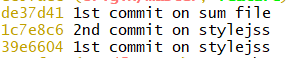 de37d41 1st commit on sum file
1c7e8c6 2nd commit on stylejss
39e6604 1st commit on stylejss